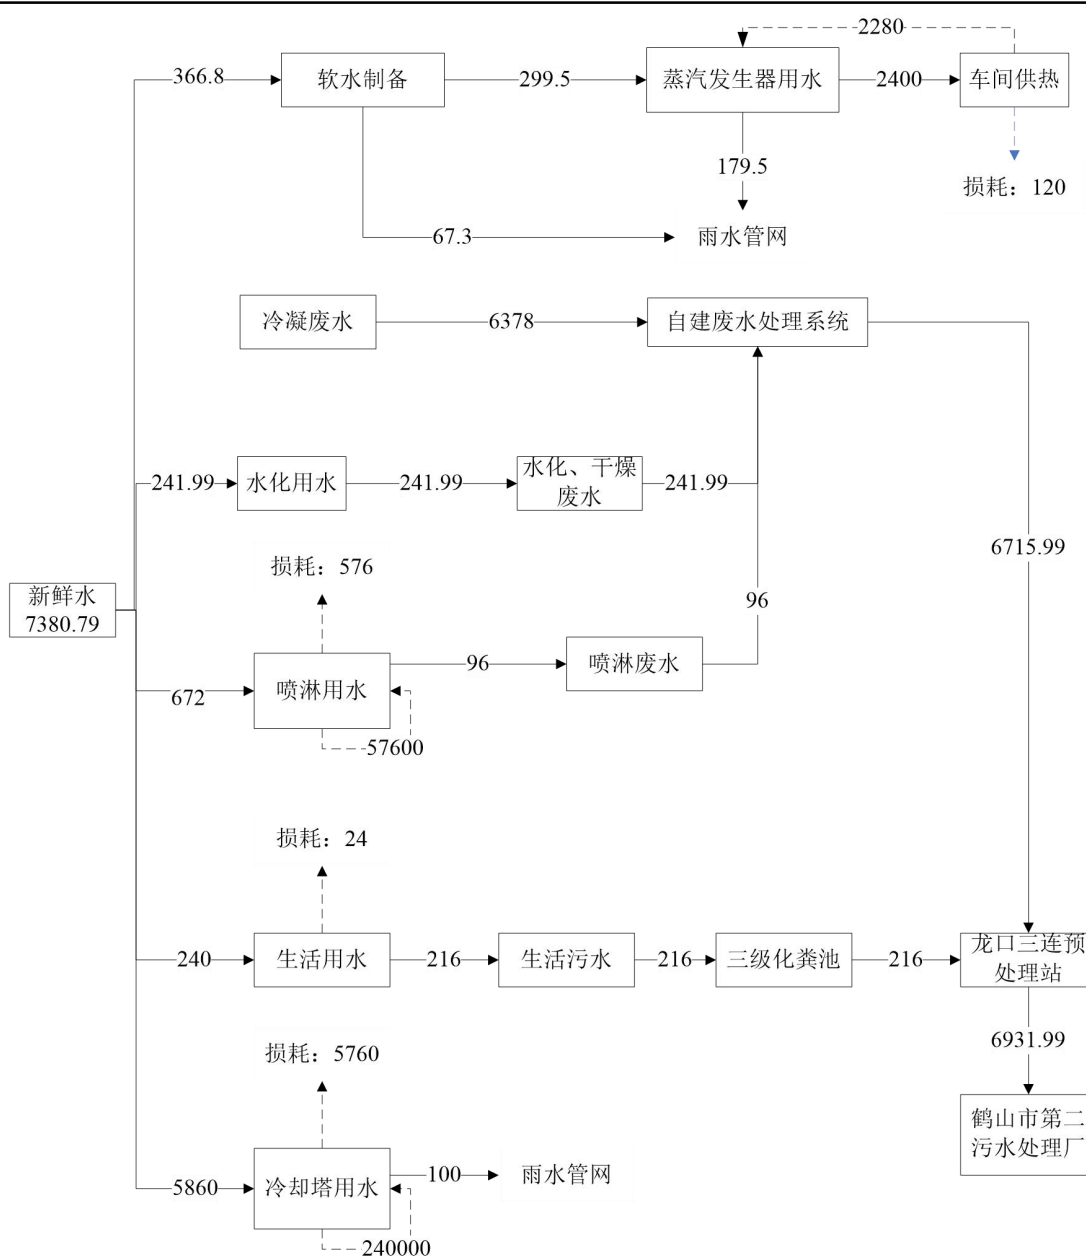 2280
366.8
软水制备
299.5
蒸汽发生器用水
2400
车间供热
179.5
损耗：120
67.3
雨水管网
冷凝废水
6378
自建废水处理系统
241.99
水化用水
241.99
水化、干燥
废水
241.99
6715.99
损耗：576
新鲜水
7380.79
96
喷淋用水
96
喷淋废水
672
57600
损耗：24
240
生活用水
216
生活污水
216
三级化粪池
216
龙口三连预
处理站
6931.99
损耗：5760
鹤山市第二
污水处理厂
5860
冷却塔用水
100
雨水管网
240000